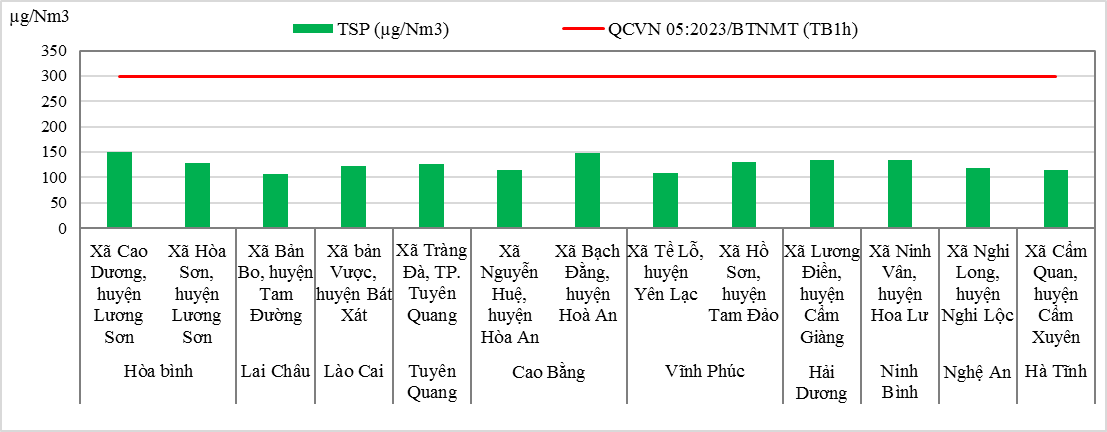 µg/Nm3
TSP (µg/Nm3)
QCVN 05:2023/BTNMT (TB1h)
350
300
250
200
150
100
50
0
Xã Cao
Dương,
huyện
Lương
Sơn
Xã Hòa
Sơn,
huyện
Lương
Sơn
Xã Bản
Bo, huyện
Tam
Đường
Xã bản
Vược,
huyện Bát
Xát
Xã Tràng
Đà, TP.
Tuyên
Quang
Xã
Nguyễn
Huệ,
huyện
Hòa An
Xã Bạch
Đằng,
huyện
Hoà An
Xã Tề Lỗ,
huyện
Yên Lạc
Xã Hồ
Sơn,
huyện
Tam Đảo
Xã Lương
Điền,
huyện
Cẩm
Giàng
Xã Ninh
Vân,
huyện
Hoa Lư
Xã Nghi
Long,
huyện
Nghi Lộc
Xã Cẩm
Quan,
huyện
Cẩm
Xuyên
Hòa bình
Lai Châu
Lào Cai
Tuyên
Quang
Cao Bằng
Vĩnh Phúc
Hải
Dương
Ninh
Bình
Nghệ An
Hà Tĩnh